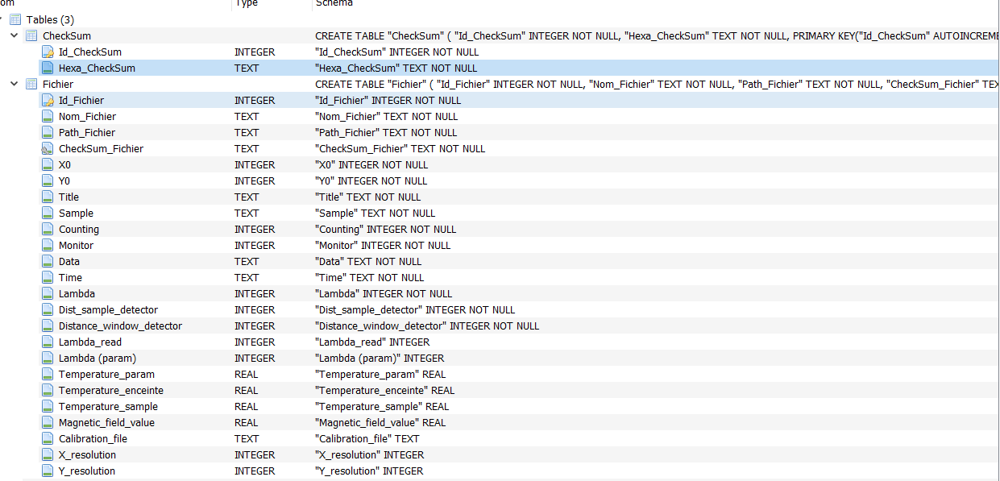 om Type Schema
Tables (3)
CheckSum CREATE TABLE "CheckSum" ( "Id_CheckSum" INTEGER NOT NULL, "Hexa_CheckSum" TEXT NOT NULL, PRIMARY KEY("Id_CheckSum" AUTOINCREME
Id_CheckSum INTEGER "Id_CheckSum" INTEGER NOT NULL
Hexa_CheckSum TEXT "Hexa_CheckSum" TEXT NOT NULL
Fichier CREATE TABLE "Fichier" ( "Id_Fichier" INTEGER NOT NULL, "Nom_Fichier" TEXT NOT NULL, "Path_Fichier" TEXT NOT NULL, "CheckSum_Fichier" TEX
Id_Fichier INTEGER "Id_Fichier" INTEGER NOT NULL
Nom_Fichier TEXT "Nom_Fichier" TEXT NOT NULL
Path_Fichier TEXT "Path_Fichier" TEXT NOT NULL
CheckSum_Fichier TEXT "CheckSum_Fichier" TEXT NOT NULL
X0 INTEGER "X0" INTEGER NOT NULL
Y0 INTEGER "Y0" INTEGER NOT NULL
Title TEXT "Title" TEXT NOT NULL
Sample TEXT "Sample" TEXT NOT NULL
Counting INTEGER "Counting" INTEGER NOT NULL
Monitor INTEGER "Monitor" INTEGER NOT NULL
Data TEXT "Data" TEXT NOT NULL
Time TEXT "Time" TEXT NOT NULL
Lambda INTEGER "Lambda" INTEGER NOT NULL
Dist_sample_detector INTEGER "Dist_sample_detector" INTEGER NOT NULL
Distance_window_detector INTEGER "Distance_window_detector" INTEGER NOT NULL
Lambda_read INTEGER "Lambda_read" INTEGER
Lambda (param) INTEGER "Lambda (param)" INTEGER
Temperature_param REAL "Temperature_param" REAL
Temperature_enceinte REAL "Temperature_enceinte" REAL
Temperature_sample REAL "Temperature_sample" REAL
Magnetic_field_value REAL "Magnetic_field_value" REAL
Calibration_file TEXT "Calibration_file" TEXT
X_resolution INTEGER "X_resolution" INTEGER
Y_resolution INTEGER "Y_resolution" INTEGER